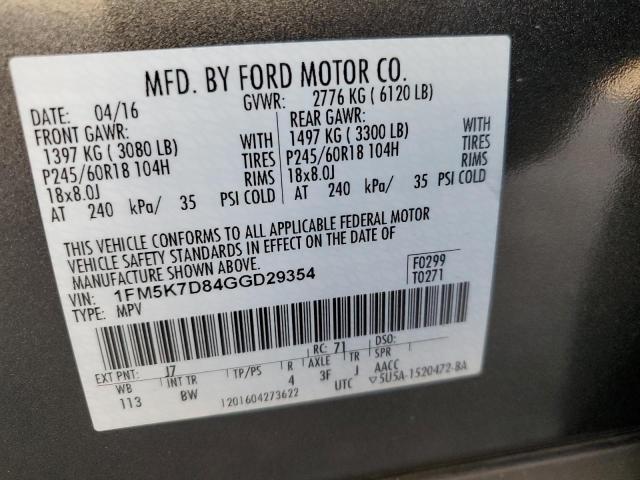 MFD. BY FORD MOTOR CO.
DATE: 04/16 GVWR: 2776 KG ( 6120 LB)
FRONT GAWR: REAR GAWR:
1397 KG ( 3080 LB) WITH 1497 KG ( 3300 LB) WITH
P245/60R18 104H TIRES P245/60R18 104H TIRES
18x8.0J RIMS 18x8.0J RIMS
AT 240 kPa/ 35 PSI COLD AT 240 kPa/ 35 PSI COLD
THIS VEHICLE CONFORMS TO ALL APPLICABLE FEDERAL MOTOR
VEHICLE SAFETY STANDARDS IN EFFECT ON THE DATE OF
MANUFACTURE SHOWN ABOVE.
VIN: 1FM5K7D84GGD29354 F0299
TYPE: MPV T0271
EXT PNT: J7 RC: 71 DSO:
WB INT TR TP/PS R AXLE TR SPR
113 BW 4 3F J AACC
1201604273622 UTC ▽5U5A-1520472-BA